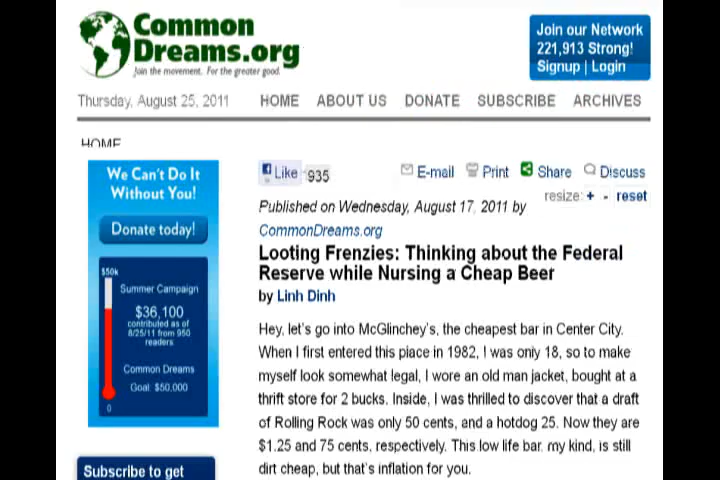 Common
Dreams.org
Join the movement. For the greater good.
Join our Network
221,913 Strong!
Signup | Login
Thursday, August 25, 2011
HOME ABOUT US DONATE SUBSCRIBE ARCHIVES
HOME
We Can't Do It
Without You!
Donate today!
$50k
Summer Campaign
$36,100
contributed as of
8/25/11 from 950
readers
Common Dreams
Goal: $50,000
0
Subscribe to get
Like 935
E-mail Print Share Discuss
resize: + - reset
Published on Wednesday, August 17, 2011 by
CommonDreams.org
Looting Frenzies: Thinking about the Federal
Reserve while Nursing a Cheap Beer
by Linh Dinh
Hey, let's go into McGlinchey's, the cheapest bar in Center City.
When I first entered this place in 1982, I was only 18, so to make
myself look somewhat legal, I wore an old man jacket, bought at a
thrift store for 2 bucks. Inside, I was thrilled to discover that a draft
of Rolling Rock was only 50 cents, and a hotdog 25. Now they are
$1.25 and 75 cents, respectively. This low life bar, my kind, is still
dirt cheap, but that's inflation for you.